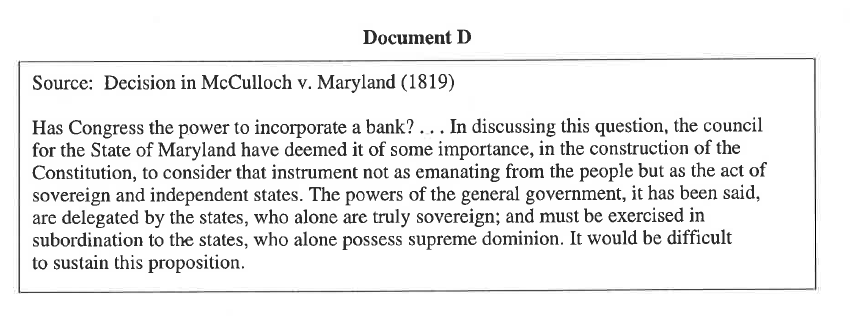 Document D
Source: Decision in McCulloch v. Maryland (1819)
Has Congress the power to incorporate a bank? . . . In discussing this question, the council
for the State of Maryland have deemed it of some importance, in the construction of the
Constitution, to consider that instrument not as emanating from the people but as the act of
sovereign and independent states. The powers of the general government, it has been said,
are delegated by the states, who alone are truly sovereign; and must be exercised in
subordination to the states, who alone possess supreme dominion. It would be difficult
to sustain this proposition.